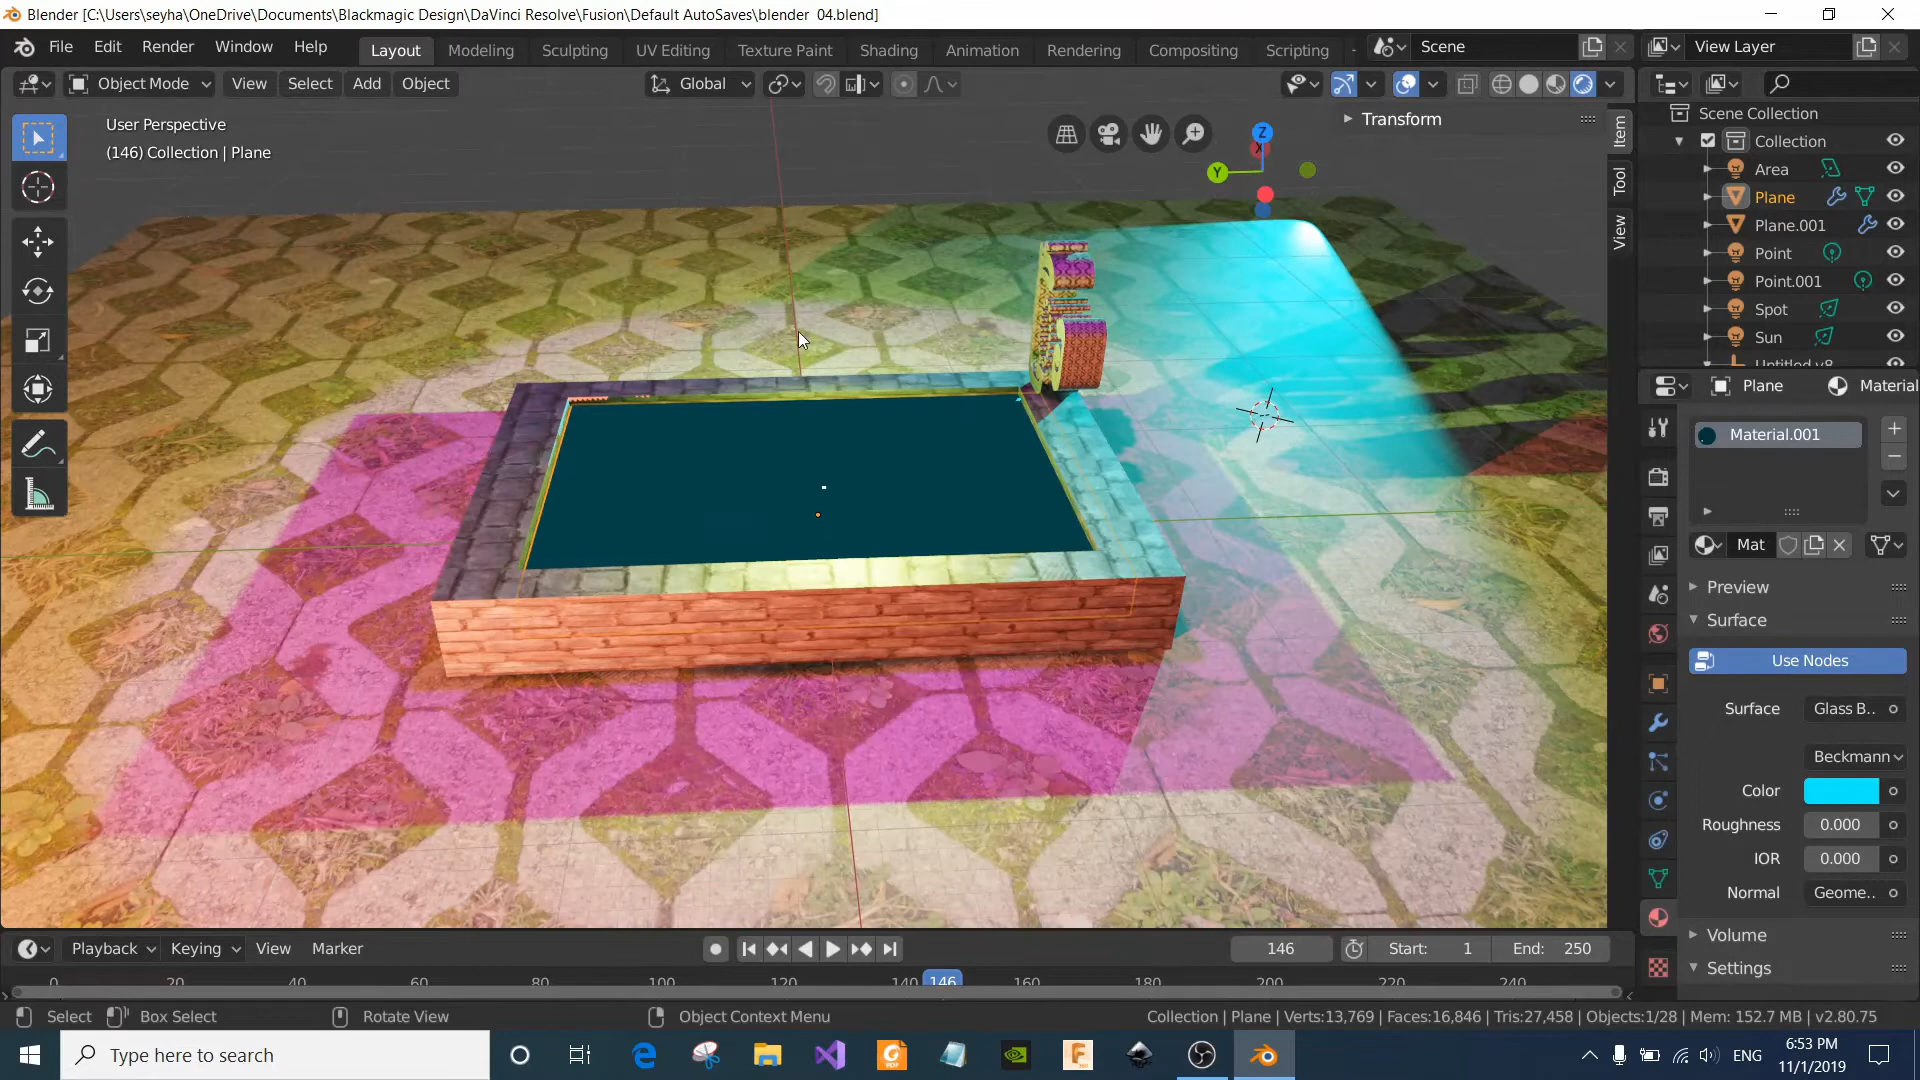 Blender [C:\Users\seyha\OneDrive\Documents\Blackmagic Design\DaVinci Resolve\Fusion\Default AutoSaves\blender 04.blend]
File Edit Render Window Help Layout Modeling Sculpting UV Editing Texture Paint Shading Animation Rendering Compositing Scripting Scene View Layer
Object Mode View Select Add Object Global
User Perspective
(146) Collection | Plane
Transform
Item
Tool
View
Scene Collection
Collection
Area
Plane
Plane.001
Point
Point.001
Spot
Sun
Untitled v8
Plane Material
Material.001
Mat
Preview
Surface
Use Nodes
Surface Glass B..
Beckmann
Color
Roughness 0.000
IOR 0.000
Normal Geome..
Volume
Settings
Z
X
Y
Playback Keying View Marker 146 Start: 1 End: 250
0 20 40 60 80 100 120 140 146 160 180 200 220 240
Select Box Select Rotate View Object Context Menu Collection | Plane | Verts:13,769 | Faces:16,846 | Tris:27,458 | Objects:1/28 | Mem: 152.7 MB | v2.80.75
Type here to search
ENG
6:53 PM
11/1/2019